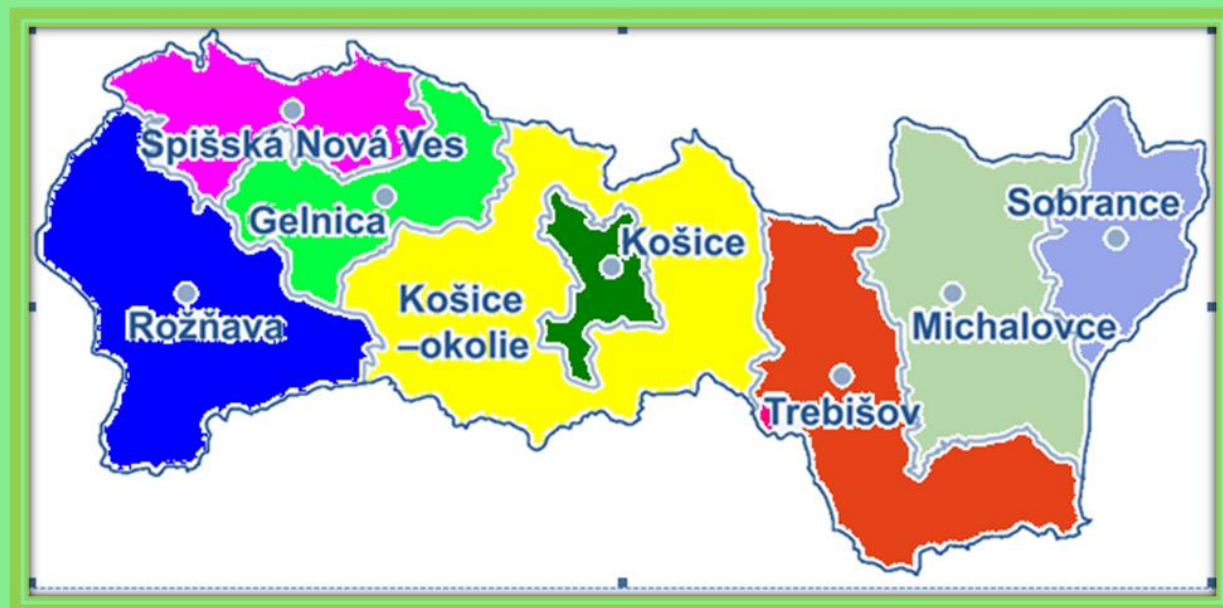 Spišská Nová Ves
Gelnica
Rožňava
Košice
–okolie
Košice
Trebišov
Michalovce
Sobrance